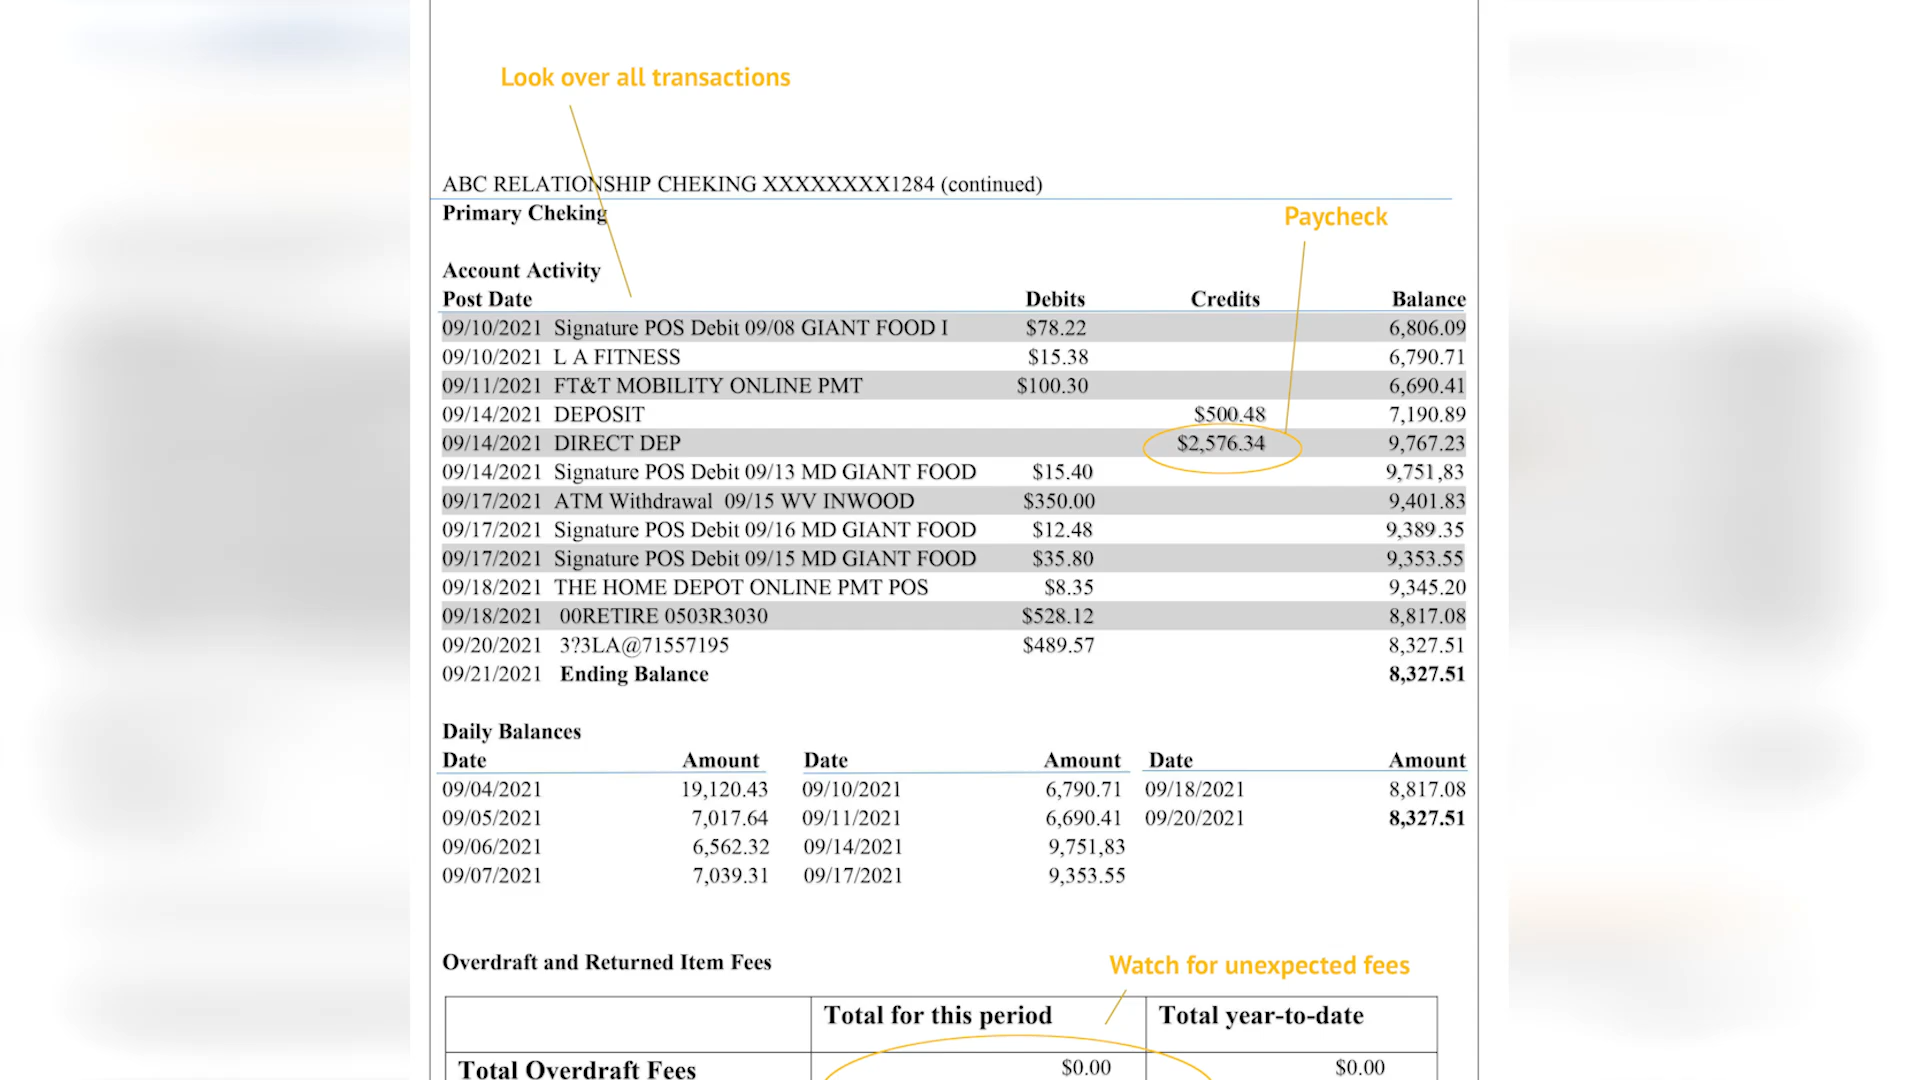 Look over all transactions
ABC RELATIONSHIP CHEKING XXXXXXXX1284 (continued)
Primary Cheking
Paycheck
Account Activity
Post Date Debits Credits Balance
09/10/2021 Signature POS Debit 09/08 GIANT FOOD I $78.22 6,806.09
09/10/2021 L A FITNESS $15.38 6,790.71
09/11/2021 FT&T MOBILITY ONLINE PMT $100.30 6,690.41
09/14/2021 DEPOSIT $500.48 7,190.89
09/14/2021 DIRECT DEP $2,576.34 9,767.23
09/14/2021 Signature POS Debit 09/13 MD GIANT FOOD $15.40 9,751,83
09/17/2021 ATM Withdrawal 09/15 WV INWOOD $350.00 9,401.83
09/17/2021 Signature POS Debit 09/16 MD GIANT FOOD $12.48 9,389.35
09/17/2021 Signature POS Debit 09/15 MD GIANT FOOD $35.80 9,353.55
09/18/2021 THE HOME DEPOT ONLINE PMT POS $8.35 9,345.20
09/18/2021 00RETIRE 0503R3030 $528.12 8,817.08
09/20/2021 3?3LA@71557195 $489.57 8,327.51
09/21/2021 Ending Balance 8,327.51
Daily Balances
Date Amount Date Amount Date Amount
09/04/2021 19,120.43 09/10/2021 6,790.71 09/18/2021 8,817.08
09/05/2021 7,017.64 09/11/2021 6,690.41 09/20/2021 8,327.51
09/06/2021 6,562.32 09/14/2021 9,751,83
09/07/2021 7,039.31 09/17/2021 9,353.55
Overdraft and Returned Item Fees
Watch for unexpected fees
Total for this period Total year-to-date
Total Overdraft Fees $0.00 $0.00